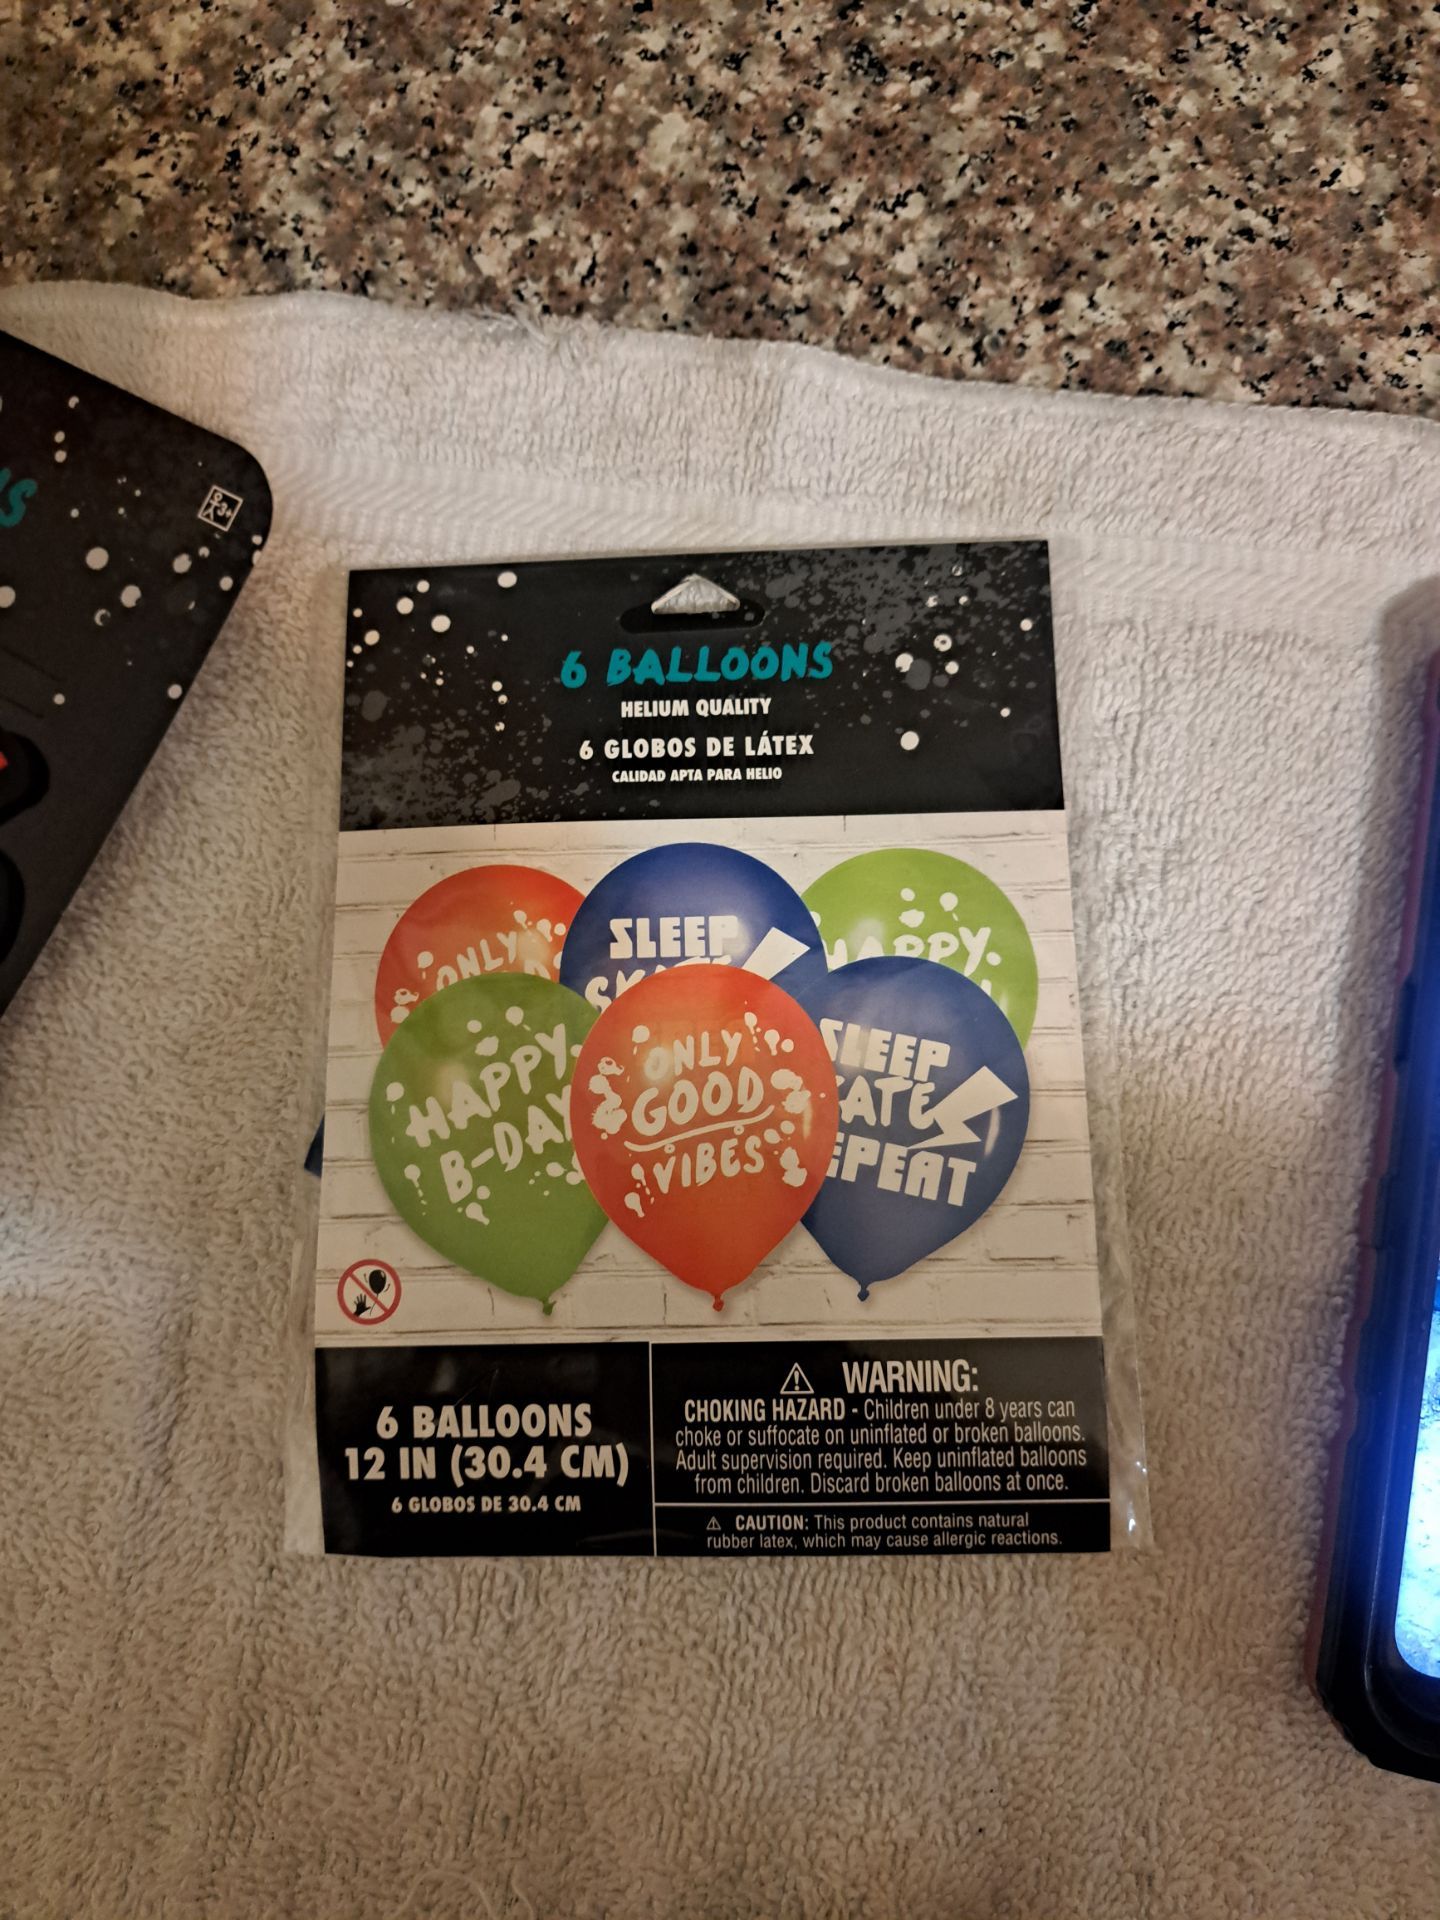 3+
6 BALLOONS
HELIUM QUALITY
6 GLOBOS DE LÁTEX
CALIDAD APTA PARA HELIO
ONLY
SLEEP
HAPPY
HAPPY
B-DAY
ONLY
GOOD
VIBES
SLEEP
REPEAT
6 BALLOONS
12 IN (30.4 CM)
6 GLOBOS DE 30.4 CM
⚠ WARNING:
CHOKING HAZARD - Children under 8 years can
choke or suffocate on uninflated or broken balloons.
Adult supervision required. Keep uninflated balloons
from children. Discard broken balloons at once.
⚠ CAUTION: This product contains natural
rubber latex, which may cause allergic reactions.